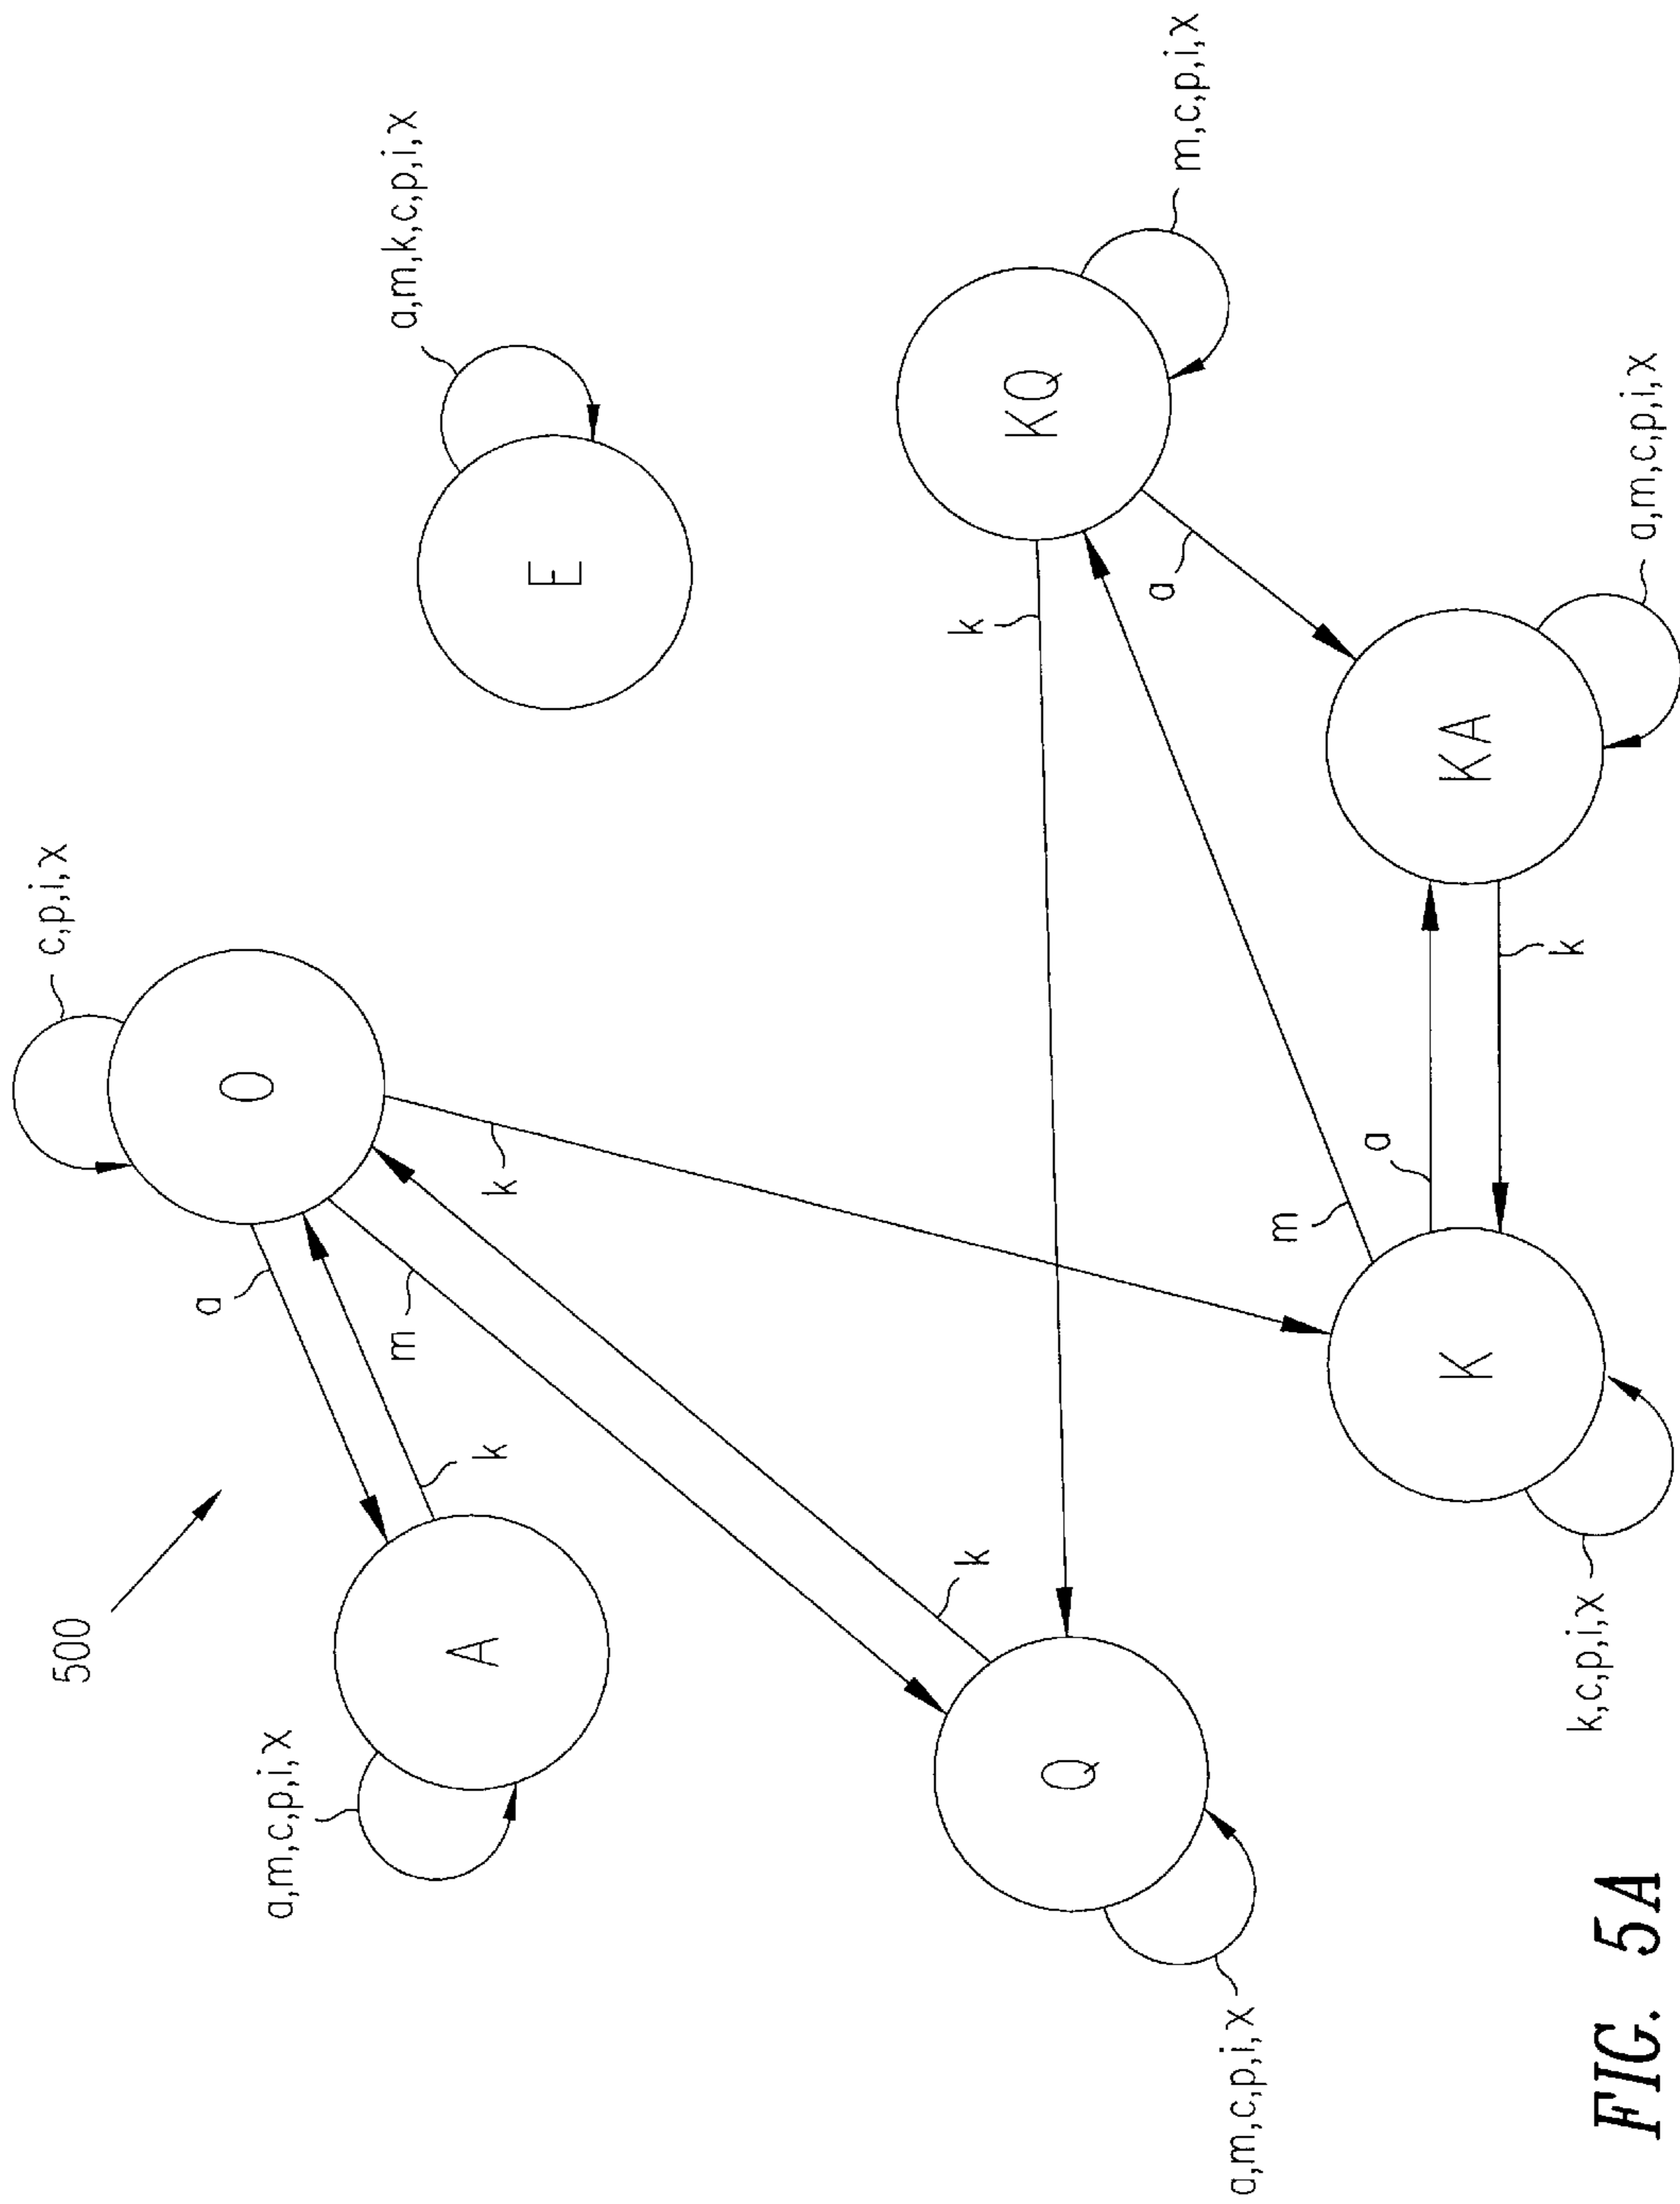 500
c,p,i,x
O
a,m,k,c,p,i,x
E
a
k
m
k
a,m,c,p,i,x
A
k
k
m,c,p,i,x
KQ
a
k
Q
a,m,c,p,i,x
m
a
k
K
k,c,p,i,x
KA
a,m,c,p,i,x
FIG. 5A